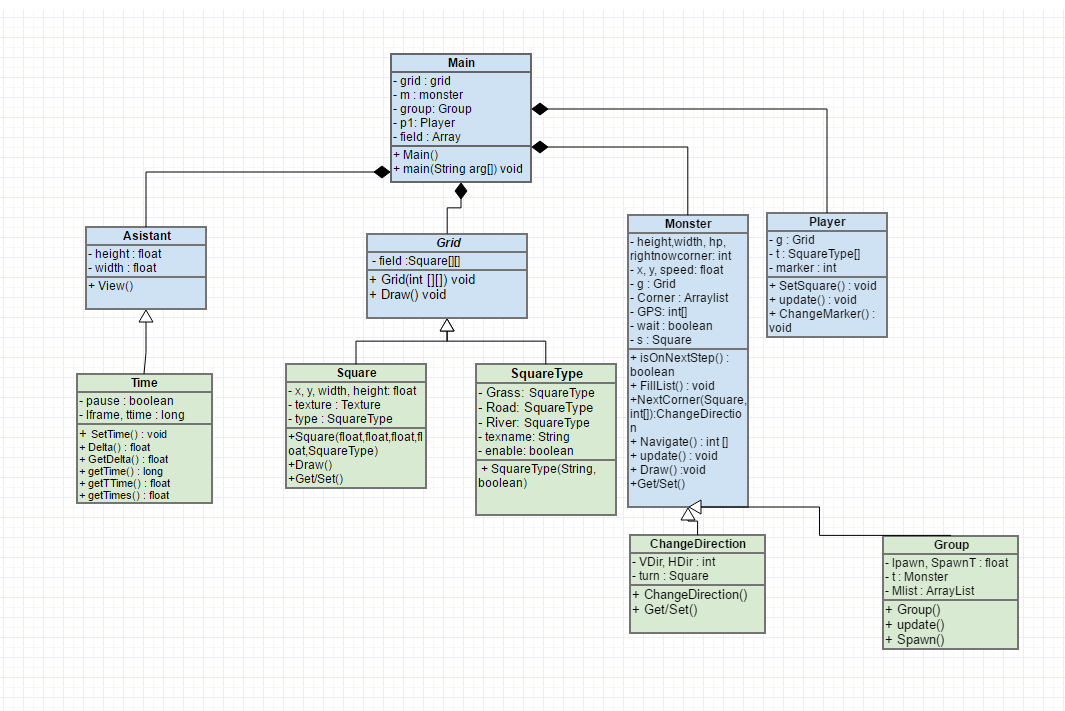 Main
- grid : grid
- m : monster
- group: Group
- p1: Player
- field : Array
+ Main()
+ main(String arg[]) void
Asistant
- height : float
- width : float
+ View()
Grid
- field :Square[][]
+ Grid(int [][]) void
+ Draw() void
Monster
- height,width, hp,
rightnowcorner: int
- x, y, speed: float
- g : Grid
- Corner : Arraylist
- GPS: int[]
- wait : boolean
- s : Square
+ isOnNextStep() :
boolean
+ FillList() : void
+NextCorner(Square,
int[]):ChangeDirectio
n
+ Navigate() : int []
+ update() : void
+ Draw() :void
+Get/Set()
Player
- g : Grid
- t : SquareType[]
- marker : int
+ SetSquare() : void
+ update() : void
+ ChangeMarker() :
void
Time
- pause : boolean
- lframe, ttime : long
+ SetTime() : void
+ Delta() : float
+ GetDelta() : float
+ getTime() : long
+ getTTime() : float
+ getTimes() : float
Square
- x, y, width, height: float
- texture : Texture
- type : SquareType
+Square(float,float,float,fl
oat,SquareType)
+Draw()
+Get/Set()
SquareType
- Grass: SquareType
- Road: SquareType
- River: SquareType
- texname: String
- enable: boolean
+ SquareType(String,
boolean)
ChangeDirection
- VDir, HDir : int
- turn : Square
+ ChangeDirection()
+ Get/Set()
Group
- lpawn, SpawnT : float
- t : Monster
- Mlist : ArrayList
+ Group()
+ update()
+ Spawn()